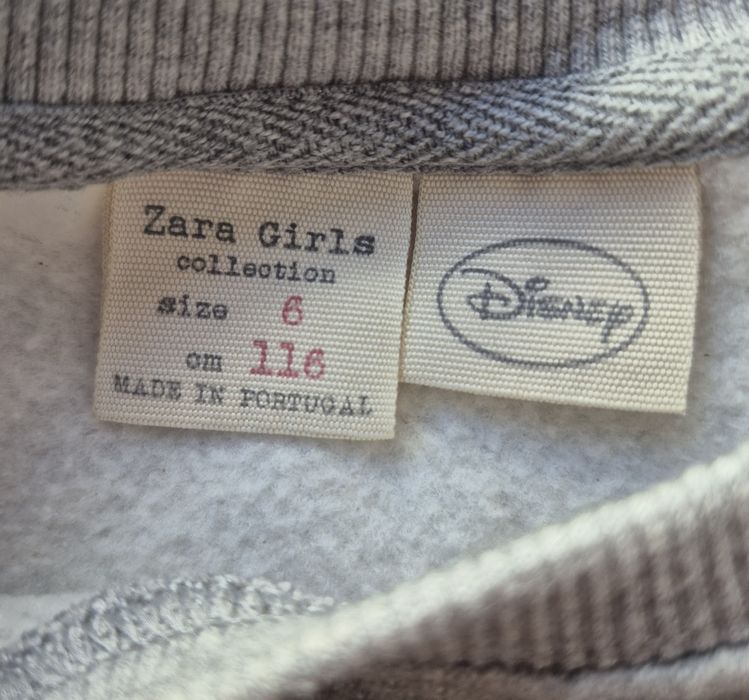 Zara Girls
collection
size 6
cm 116
MADE IN PORTUGAL
Disney